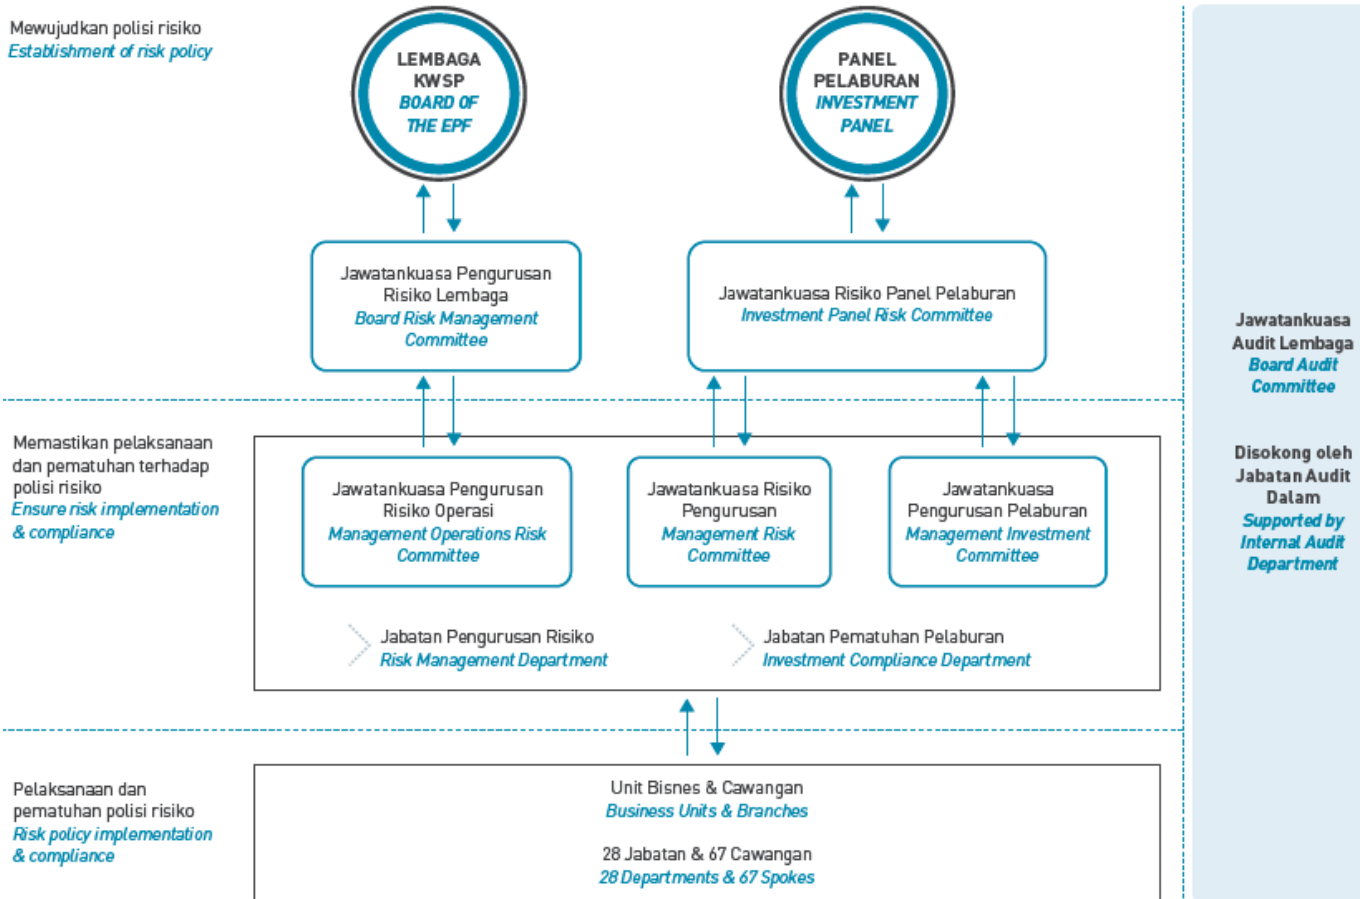 Mewujudkan polisi risiko
Establishment of risk policy
LEMBAGA
KWSP
BOARD OF
THE EPF
PANEL
PELABURAN
INVESTMENT
PANEL
Jawatankuasa Pengurusan
Risiko Lembaga
Board Risk Management
Committee
Jawatankuasa Risiko Panel Pelaburan
Investment Panel Risk Committee
Memastikan pelaksanaan
dan pematuhan terhadap
polisi risiko
Ensure risk implementation
& compliance
Jawatankuasa Pengurusan
Risiko Operasi
Management Operations Risk
Committee
Jawatankuasa Risiko
Pengurusan
Management Risk
Committee
Jawatankuasa
Pengurusan Pelaburan
Management Investment
Committee
Jabatan Pengurusan Risiko
Risk Management Department
Jabatan Pematuhan Pelaburan
Investment Compliance Department
Pelaksanaan dan
pematuhan polisi risiko
Risk policy implementation
& compliance
Unit Bisnes & Cawangan
Business Units & Branches
28 Jabatan & 67 Cawangan
28 Departments & 67 Spokes
Jawatankuasa
Audit Lembaga
Board Audit
Committee
Disokong oleh
Jabatan Audit
Dalam
Supported by
Internal Audit
Department